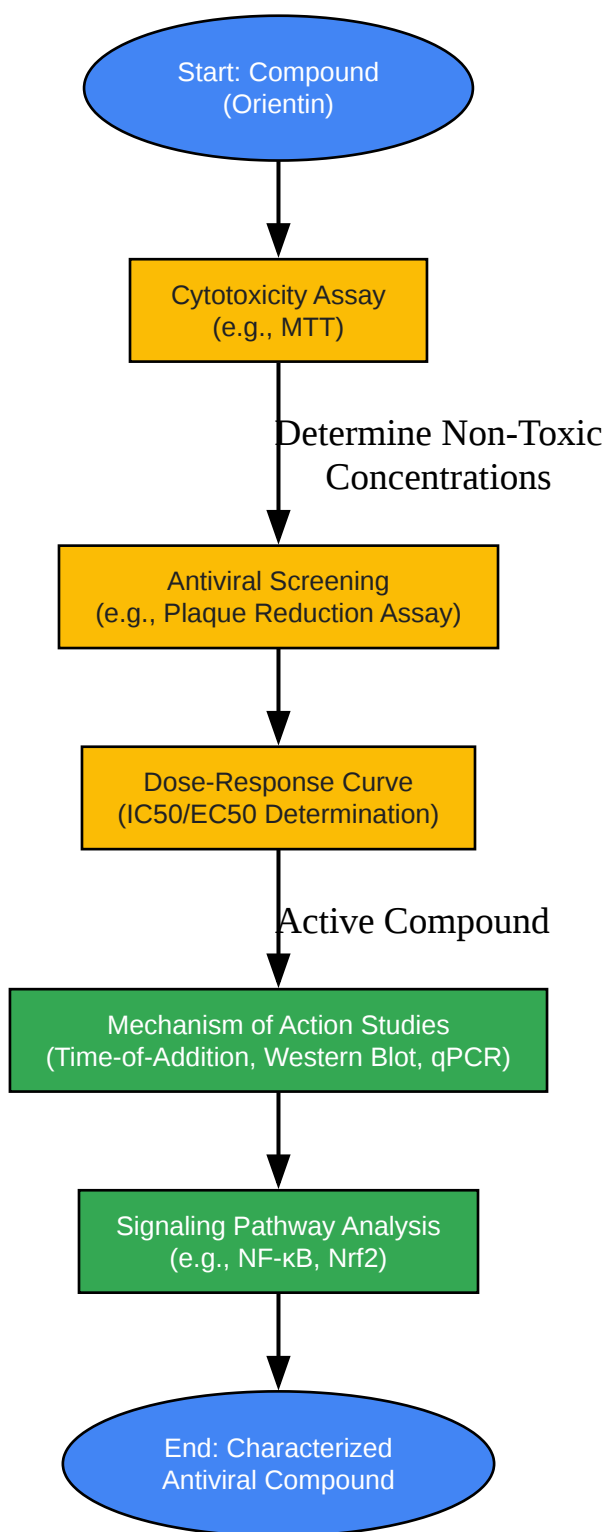 Start: Compound
(Orientin)
Cytotoxicity Assay
(e.g., MTT)
Determine Non-Toxic
Concentrations
Antiviral Screening
(e.g., Plaque Reduction Assay)
Dose-Response Curve
(IC50/EC50 Determination)
Active Compound
Mechanism of Action Studies
(Time-of-Addition, Western Blot, qPCR)
Signaling Pathway Analysis
(e.g., NF-κB, Nrf2)
End: Characterized
Antiviral Compound